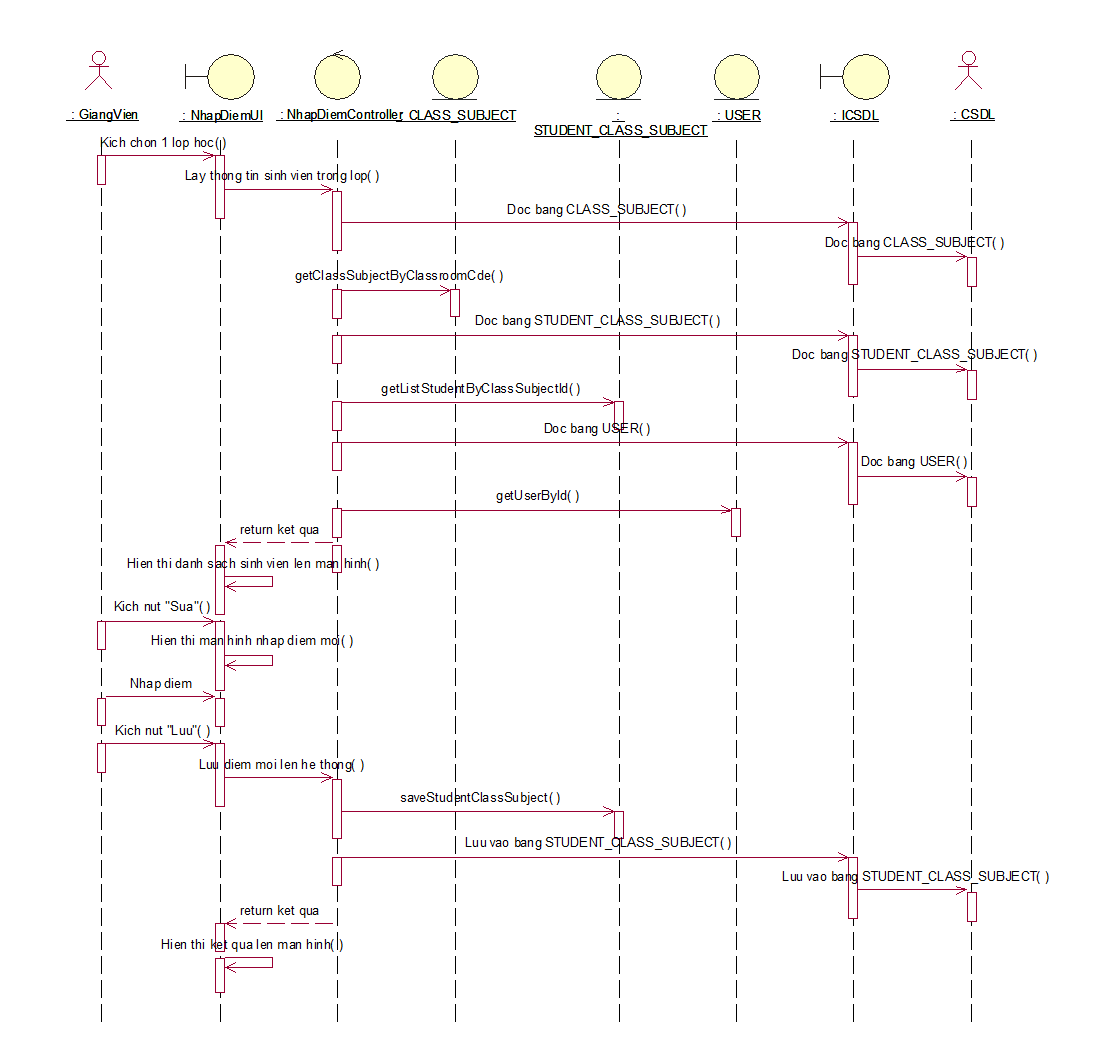 : GiangVien
: NhapDiemUI
: NhapDiemController
CLASS_SUBJECT
:
STUDENT_CLASS_SUBJECT
: USER
: ICSDL
: CSDL
Kich chon 1 lop hoc( )
Lay thong tin sinh vien trong lop( )
Doc bang CLASS_SUBJECT( )
Doc bang CLASS_SUBJECT( )
getClassSubjectByClassroomCde( )
Doc bang STUDENT_CLASS_SUBJECT( )
Doc bang STUDENT_CLASS_SUBJECT( )
getListStudentByClassSubjectId( )
Doc bang USER( )
Doc bang USER( )
getUserById( )
return ket qua
Hien thi danh sach sinh vien len man hinh( )
Kich nut "Sua"( )
Hien thi man hinh nhap diem moi( )
Nhap diem
Kich nut "Luu"( )
Luu diem moi len he thong( )
saveStudentClassSubject( )
Luu vao bang STUDENT_CLASS_SUBJECT( )
Luu vao bang STUDENT_CLASS_SUBJECT( )
return ket qua
Hien thi ket qua len man hinh( )